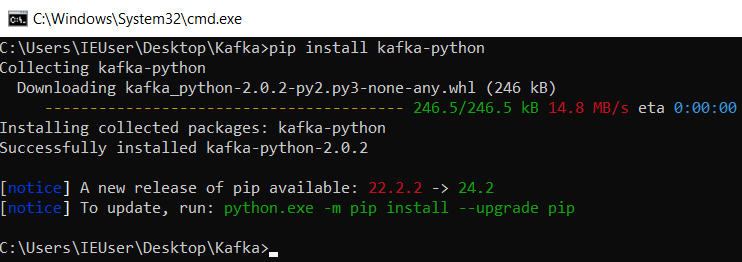 C:\Windows\System32\cmd.exe
C:\Users\IEUser\Desktop\Kafka>pip install kafka-python
Collecting kafka-python
  Downloading kafka_python-2.0.2-py2.py3-none-any.whl (246 kB)
     ---------------------------------------- 246.5/246.5 kB 14.8 MB/s eta 0:00:00
Installing collected packages: kafka-python
Successfully installed kafka-python-2.0.2
[notice] A new release of pip available: 22.2.2 -> 24.2
[notice] To update, run: python.exe -m pip install --upgrade pip
C:\Users\IEUser\Desktop\Kafka>